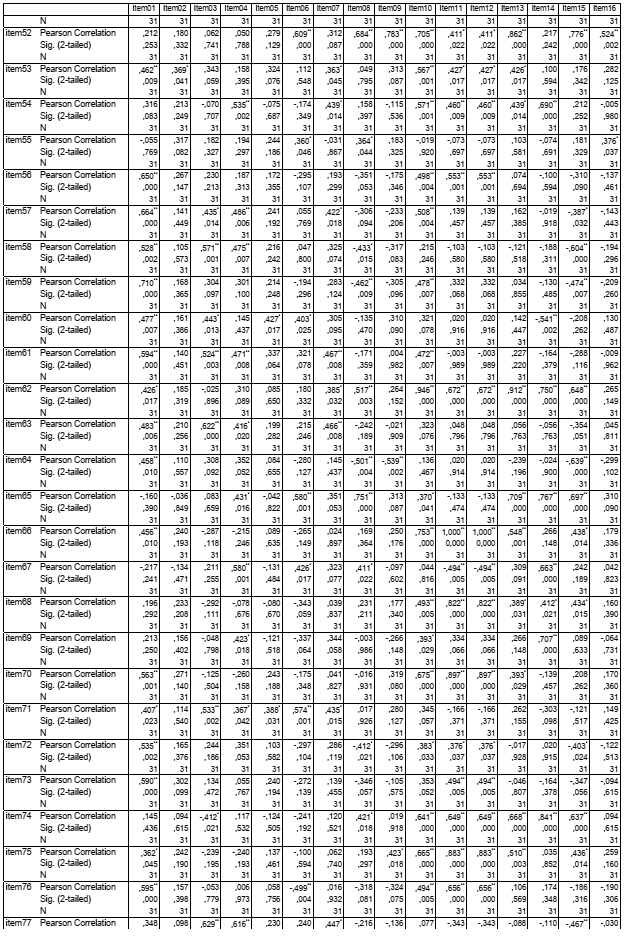 Item01 Item02 Item03 Item04 Item05 Item06 Item07 Item08 Item09 Item10 Item11 Item12 Item13 Item14 Item15 Item16
N 31 31 31 31 31 31 31 31 31 31 31 31 31 31 31 31
item52 Pearson Correlation ,212 ,180 ,062 ,050 ,279 ,609** ,312 ,684** ,783** ,705** ,411* ,411* ,862** ,217 ,776** ,524**
Sig. (2-tailed) ,253 ,332 ,741 ,788 ,129 ,000 ,087 ,000 ,000 ,000 ,022 ,022 ,000 ,242 ,000 ,002
N 31 31 31 31 31 31 31 31 31 31 31 31 31 31 31 31
item53 Pearson Correlation ,462** ,369* ,343 ,158 ,324 ,112 ,363* ,049 ,313 ,567** ,427* ,427* ,426* ,100 ,176 ,282
Sig. (2-tailed) ,009 ,041 ,059 ,395 ,076 ,548 ,045 ,795 ,087 ,001 ,017 ,017 ,017 ,594 ,342 ,125
N 31 31 31 31 31 31 31 31 31 31 31 31 31 31 31 31
item54 Pearson Correlation ,316 ,213 -,070 ,535** -,075 -,174 ,439* ,158 -,115 ,571** ,460** ,460** ,439* ,690** ,212 -,005
Sig. (2-tailed) ,083 ,249 ,707 ,002 ,687 ,349 ,014 ,397 ,536 ,001 ,009 ,009 ,014 ,000 ,252 ,980
N 31 31 31 31 31 31 31 31 31 31 31 31 31 31 31 31
item55 Pearson Correlation -,055 ,317 ,182 ,194 ,244 ,360* -,031 ,364* ,183 -,019 -,073 -,073 ,103 -,074 ,181 ,376*
Sig. (2-tailed) ,769 ,082 ,327 ,297 ,186 ,046 ,867 ,044 ,325 ,920 ,697 ,697 ,581 ,691 ,329 ,037
N 31 31 31 31 31 31 31 31 31 31 31 31 31 31 31 31
item56 Pearson Correlation ,650** ,267 ,230 ,187 ,172 -,295 ,193 -,351 -,175 ,498** ,553** ,553** ,074 -,100 -,310 -,137
Sig. (2-tailed) ,000 ,147 ,213 ,313 ,355 ,107 ,299 ,053 ,346 ,004 ,001 ,001 ,694 ,594 ,090 ,461
N 31 31 31 31 31 31 31 31 31 31 31 31 31 31 31 31
item57 Pearson Correlation ,664** ,141 ,435* ,486** ,241 ,055 ,422* -,306 -,233 ,508** ,139 ,139 ,162 -,019 -,387* -,143
Sig. (2-tailed) ,000 ,449 ,014 ,006 ,192 ,769 ,018 ,094 ,206 ,004 ,457 ,457 ,385 ,918 ,032 ,443
N 31 31 31 31 31 31 31 31 31 31 31 31 31 31 31 31
item58 Pearson Correlation ,528** ,105 ,571** ,475** ,216 ,047 ,325 -,433* -,317 ,215 -,103 -,103 -,121 -,188 -,604** -,194
Sig. (2-tailed) ,002 ,573 ,001 ,007 ,242 ,800 ,074 ,015 ,083 ,246 ,580 ,580 ,518 ,311 ,000 ,296
N 31 31 31 31 31 31 31 31 31 31 31 31 31 31 31 31
item59 Pearson Correlation ,710** ,168 ,304 ,301 ,214 -,194 ,283 -,462** -,305 ,478** ,332 ,332 ,034 -,130 -,474** -,209
Sig. (2-tailed) ,000 ,365 ,097 ,100 ,248 ,296 ,124 ,009 ,096 ,007 ,068 ,068 ,855 ,485 ,007 ,260
N 31 31 31 31 31 31 31 31 31 31 31 31 31 31 31 31
item60 Pearson Correlation ,477** ,161 ,443* ,145 ,427* ,403* ,305 -,135 ,310 ,321 ,020 ,020 ,142 -,541** -,208 ,130
Sig. (2-tailed) ,007 ,386 ,013 ,437 ,017 ,025 ,095 ,470 ,090 ,078 ,916 ,916 ,447 ,002 ,262 ,487
N 31 31 31 31 31 31 31 31 31 31 31 31 31 31 31 31
item61 Pearson Correlation ,594** ,140 ,524** ,471** ,337 ,321 ,467** -,171 ,004 ,472** -,003 -,003 ,227 -,164 -,288 -,009
Sig. (2-tailed) ,000 ,451 ,003 ,008 ,064 ,078 ,008 ,359 ,982 ,007 ,989 ,989 ,220 ,379 ,116 ,962
N 31 31 31 31 31 31 31 31 31 31 31 31 31 31 31 31
item62 Pearson Correlation ,426* ,185 -,025 ,310 ,085 ,180 ,385* ,517** ,264 ,946** ,672** ,672** ,912** ,750** ,648** ,265
Sig. (2-tailed) ,017 ,319 ,896 ,089 ,650 ,332 ,032 ,003 ,152 ,000 ,000 ,000 ,000 ,000 ,000 ,149
N 31 31 31 31 31 31 31 31 31 31 31 31 31 31 31 31
item63 Pearson Correlation ,483** ,210 ,622** ,416* ,199 ,215 ,466** -,242 -,021 ,323 ,048 ,048 ,056 -,056 -,354 ,045
Sig. (2-tailed) ,006 ,256 ,000 ,020 ,282 ,246 ,008 ,189 ,909 ,076 ,796 ,796 ,763 ,763 ,051 ,811
N 31 31 31 31 31 31 31 31 31 31 31 31 31 31 31 31
item64 Pearson Correlation ,458** ,110 ,308 ,352 ,084 -,280 ,145 -,501** -,539** ,136 ,020 ,020 -,239 -,024 -,639** -,299
Sig. (2-tailed) ,010 ,557 ,092 ,052 ,655 ,127 ,437 ,004 ,002 ,467 ,914 ,914 ,196 ,900 ,000 ,102
N 31 31 31 31 31 31 31 31 31 31 31 31 31 31 31 31
item65 Pearson Correlation -,160 -,036 ,083 ,431* -,042 ,580** ,351 ,751** ,313 ,370* -,133 -,133 ,709** ,767** ,697** ,310
Sig. (2-tailed) ,390 ,849 ,659 ,016 ,822 ,001 ,053 ,000 ,087 ,041 ,474 ,474 ,000 ,000 ,000 ,090
N 31 31 31 31 31 31 31 31 31 31 31 31 31 31 31 31
item66 Pearson Correlation ,456** ,240 -,287 -,215 ,089 -,265 ,024 ,169 ,250 ,753** 1,000** 1,000** ,548** ,266 ,438* ,179
Sig. (2-tailed) ,010 ,193 ,118 ,246 ,635 ,149 ,897 ,364 ,176 ,000 0,000 0,000 ,001 ,148 ,014 ,336
N 31 31 31 31 31 31 31 31 31 31 31 31 31 31 31 31
item67 Pearson Correlation -,217 -,134 ,211 ,580** -,131 ,426* ,323 ,411* -,097 ,044 -,494** -,494** ,309 ,663** ,242 ,042
Sig. (2-tailed) ,241 ,471 ,255 ,001 ,484 ,017 ,077 ,022 ,602 ,816 ,005 ,005 ,091 ,000 ,189 ,823
N 31 31 31 31 31 31 31 31 31 31 31 31 31 31 31 31
item68 Pearson Correlation ,196 ,233 -,292 -,078 -,080 -,343 ,039 ,231 ,177 ,493** ,822** ,822** ,389* ,412* ,434* ,160
Sig. (2-tailed) ,292 ,208 ,111 ,676 ,670 ,059 ,837 ,211 ,340 ,005 ,000 ,000 ,031 ,021 ,015 ,390
N 31 31 31 31 31 31 31 31 31 31 31 31 31 31 31 31
item69 Pearson Correlation ,213 ,156 -,048 ,423* -,121 -,337 ,344 -,003 -,266 ,393* ,334 ,334 ,266 ,707** ,089 -,064
Sig. (2-tailed) ,250 ,402 ,798 ,018 ,518 ,064 ,058 ,986 ,148 ,029 ,066 ,066 ,148 ,000 ,633 ,731
N 31 31 31 31 31 31 31 31 31 31 31 31 31 31 31 31
item70 Pearson Correlation ,563** ,271 -,125 -,260 ,243 -,175 ,041 -,016 ,319 ,675** ,897** ,897** ,393* -,139 ,208 ,170
Sig. (2-tailed) ,001 ,140 ,504 ,158 ,188 ,348 ,827 ,931 ,080 ,000 ,000 ,000 ,029 ,457 ,262 ,360
N 31 31 31 31 31 31 31 31 31 31 31 31 31 31 31 31
item71 Pearson Correlation ,407* ,114 ,533** ,367* ,388* ,574** ,435* ,017 ,280 ,345 -,166 -,166 ,262 -,303 -,121 ,149
Sig. (2-tailed) ,023 ,540 ,002 ,042 ,031 ,001 ,015 ,926 ,127 ,057 ,371 ,371 ,155 ,098 ,517 ,425
N 31 31 31 31 31 31 31 31 31 31 31 31 31 31 31 31
item72 Pearson Correlation ,535** ,165 ,244 ,351 ,103 -,297 ,286 -,412* -,296 ,383* ,376* ,376* -,017 ,020 -,403* -,122
Sig. (2-tailed) ,002 ,376 ,186 ,053 ,582 ,104 ,119 ,021 ,106 ,033 ,037 ,037 ,928 ,915 ,024 ,513
N 31 31 31 31 31 31 31 31 31 31 31 31 31 31 31 31
item73 Pearson Correlation ,590** ,302 ,134 ,055 ,240 -,272 ,139 -,346 -,105 ,353 ,494** ,494** -,046 -,164 -,347 -,094
Sig. (2-tailed) ,000 ,099 ,472 ,767 ,194 ,139 ,455 ,057 ,575 ,052 ,005 ,005 ,807 ,378 ,056 ,615
N 31 31 31 31 31 31 31 31 31 31 31 31 31 31 31 31
item74 Pearson Correlation ,145 ,094 -,412* ,117 -,124 -,241 ,120 ,421* ,019 ,641** ,649** ,649** ,668** ,841** ,637** ,094
Sig. (2-tailed) ,436 ,615 ,021 ,532 ,505 ,192 ,521 ,018 ,918 ,000 ,000 ,000 ,000 ,000 ,000 ,615
N 31 31 31 31 31 31 31 31 31 31 31 31 31 31 31 31
item75 Pearson Correlation ,362* ,242 -,239 -,240 ,137 -,100 ,062 ,193 ,423* ,665** ,883** ,883** ,510** ,035 ,436* ,259
Sig. (2-tailed) ,045 ,190 ,195 ,193 ,461 ,594 ,740 ,297 ,018 ,000 ,000 ,000 ,003 ,852 ,014 ,160
N 31 31 31 31 31 31 31 31 31 31 31 31 31 31 31 31
item76 Pearson Correlation ,595** ,157 -,053 ,006 ,058 -,499** ,016 -,318 -,324 ,494** ,656** ,656** ,106 ,174 -,186 -,190
Sig. (2-tailed) ,000 ,398 ,779 ,973 ,756 ,004 ,932 ,081 ,075 ,005 ,000 ,000 ,569 ,348 ,316 ,306
N 31 31 31 31 31 31 31 31 31 31 31 31 31 31 31 31
item77 Pearson Correlation ,348 ,098 ,629** ,616** ,230 ,240 ,447* -,216 -,136 ,077 -,343 -,343 -,088 -,110 -,467** -,030